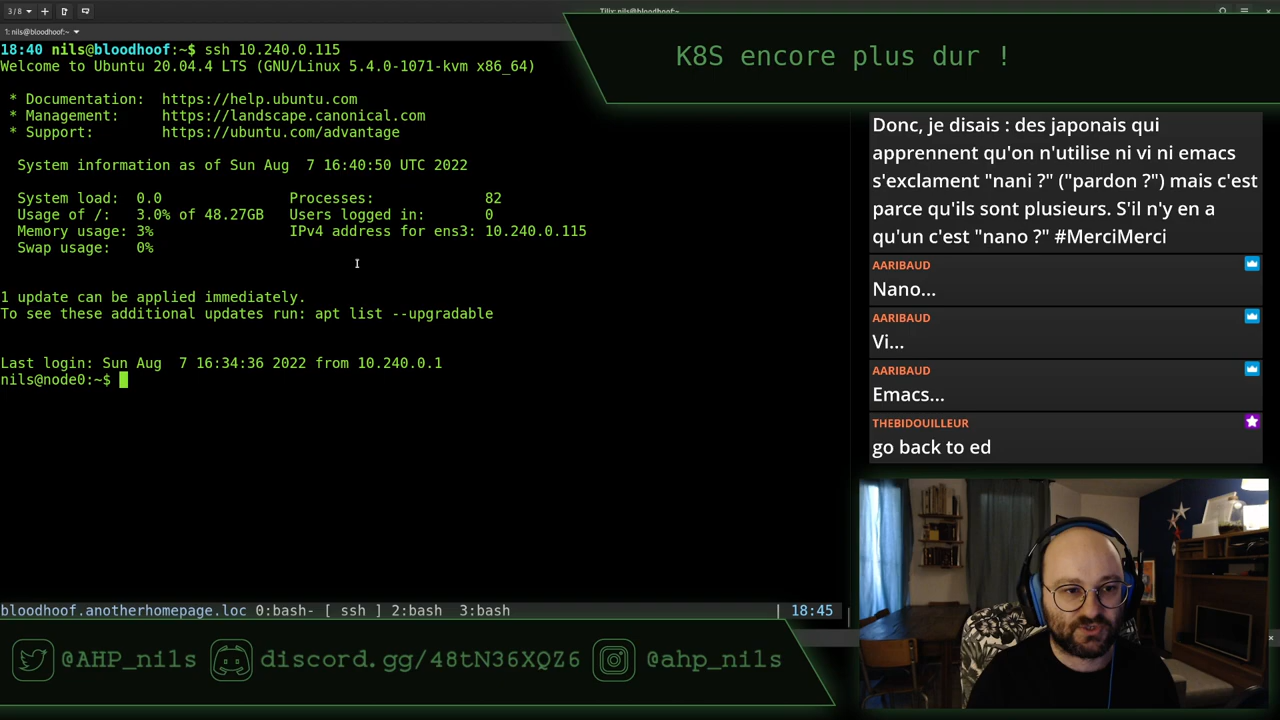 3 / 8
Tilix: nils@bloodhoof:~
1: nils@bloodhoof:~
18:40 nils@bloodhoof:~$ ssh 10.240.0.115
Welcome to Ubuntu 20.04.4 LTS (GNU/Linux 5.4.0-1071-kvm x86_64)
* Documentation: https://help.ubuntu.com
* Management: https://landscape.canonical.com
* Support: https://ubuntu.com/advantage
System information as of Sun Aug 7 16:40:50 UTC 2022
System load: 0.0 Processes: 82
Usage of /: 3.0% of 48.27GB Users logged in: 0
Memory usage: 3% IPv4 address for ens3: 10.240.0.115
Swap usage: 0%
1 update can be applied immediately.
To see these additional updates run: apt list --upgradable
Last login: Sun Aug 7 16:34:36 2022 from 10.240.0.1
nils@node0:~$
bloodhoof.anotherhomepage.loc 0:bash- [ ssh ] 2:bash 3:bash | 18:45
K8S encore plus dur !
Donc, je disais : des japonais qui
apprennent qu'on n'utilise ni vi ni emacs
s'exclament "nani ?" ("pardon ?") mais c'est
parce qu'ils sont plusieurs. S'il n'y en a
qu'un c'est "nano ?" #MerciMerci
AARIBAUD
Nano...
AARIBAUD
Vi...
AARIBAUD
Emacs...
THEBIDOUILLEUR
go back to ed
@AHP_nils discord.gg/48tN36XQZ6 @ahp_nils